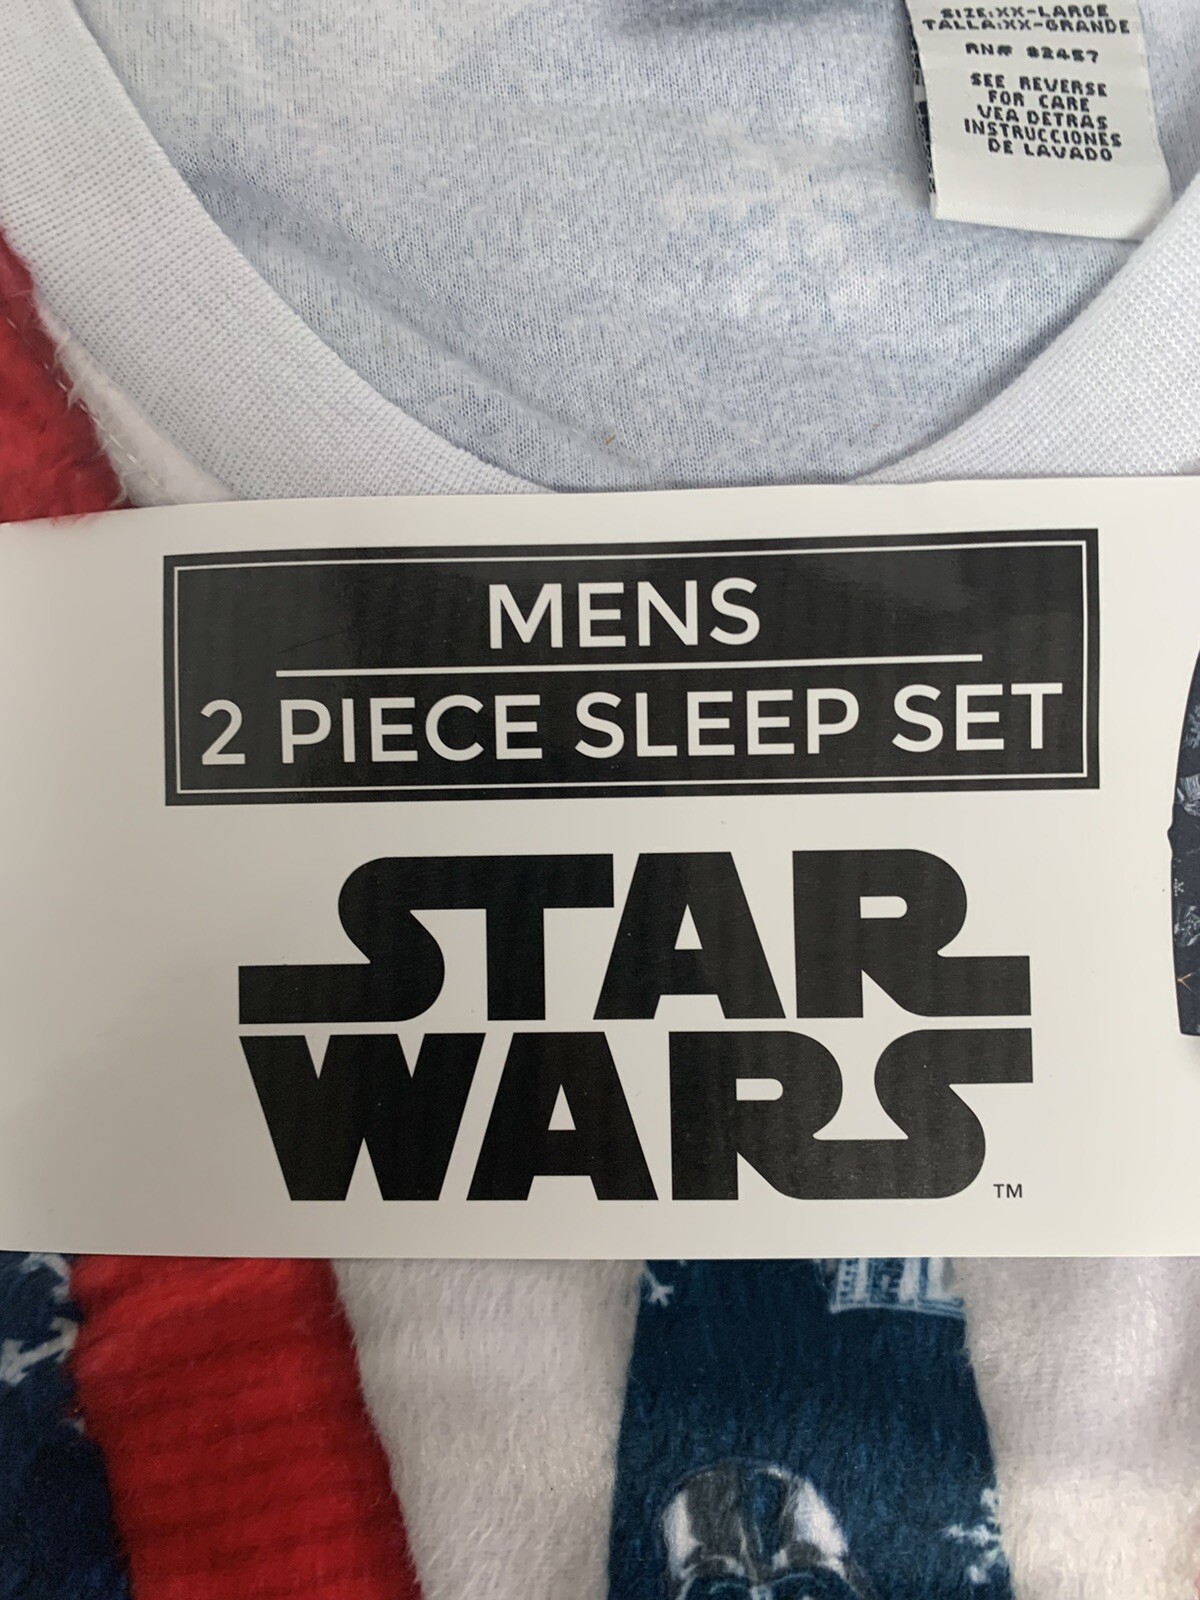 SIZE:XX-LARGE
TALLA:XX-GRANDE
RN# 82457
SEE REVERSE
FOR CARE
VEA DETRAS
INSTRUCCIONES
DE LAVADO
MENS
2 PIECE SLEEP SET
STAR
WARS
TM